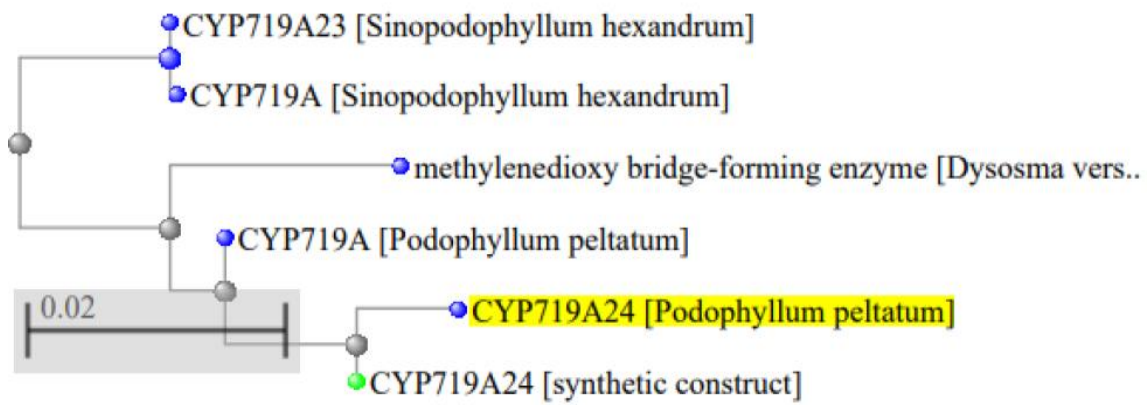 CYP719A23 [Sinopodophyllum hexandrum]
CYP719A [Sinopodophyllum hexandrum]
methylenedioxy bridge-forming enzyme [Dysosma vers..
CYP719A [Podophyllum peltatum]
0.02
CYP719A24 [Podophyllum peltatum]
CYP719A24 [synthetic construct]